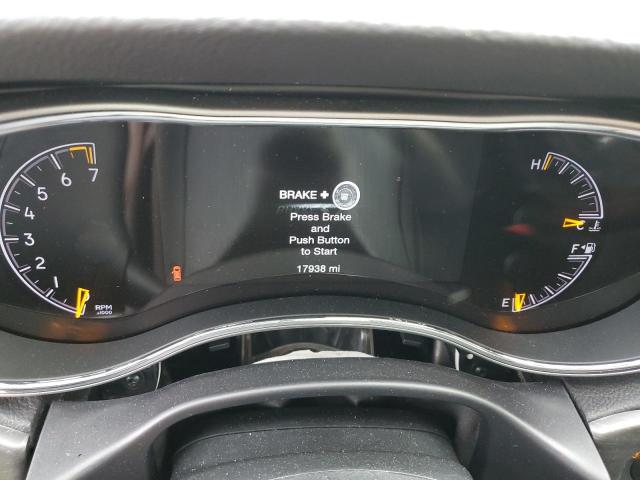 BRAKE +
Press Brake
and
Push Button
to Start
17938 mi
7
6
5
4
3
2
1
RPM
x1000
H
C
F
E